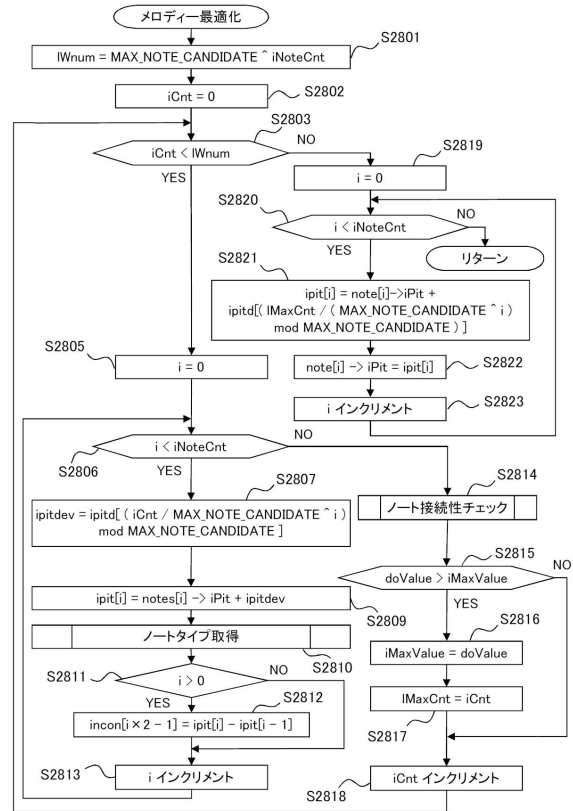 メロディー最適化
S2801
lWnum = MAX_NOTE_CANDIDATE ^ iNoteCnt
S2802
iCnt = 0
S2803
iCnt < lWnum
NO
YES
S2819
i = 0
S2820
i < iNoteCnt
NO
YES
リターン
S2821
ipit[i] = note[i]->iPit +
ipitd[( lMaxCnt / ( MAX_NOTE_CANDIDATE ^ i )
mod MAX_NOTE_CANDIDATE ) ]
S2822
note[i] -> iPit = ipit[i]
S2823
i インクリメント
S2805
i = 0
S2806
i < iNoteCnt
NO
YES
S2807
ipitdev = ipitd[ ( iCnt / MAX_NOTE_CANDIDATE ^ i )
mod MAX_NOTE_CANDIDATE ]
S2809
ipit[i] = notes[i] -> iPit + ipitdev
ノートタイプ取得
S2810
S2811
i > 0
NO
YES
S2812
incon[i × 2 - 1] = ipit[i] - ipit[i - 1]
S2813
i インクリメント
S2814
ノート接続性チェック
S2815
doValue > iMaxValue
NO
YES
S2816
iMaxValue = doValue
lMaxCnt = iCnt
S2817
iCnt インクリメント
S2818